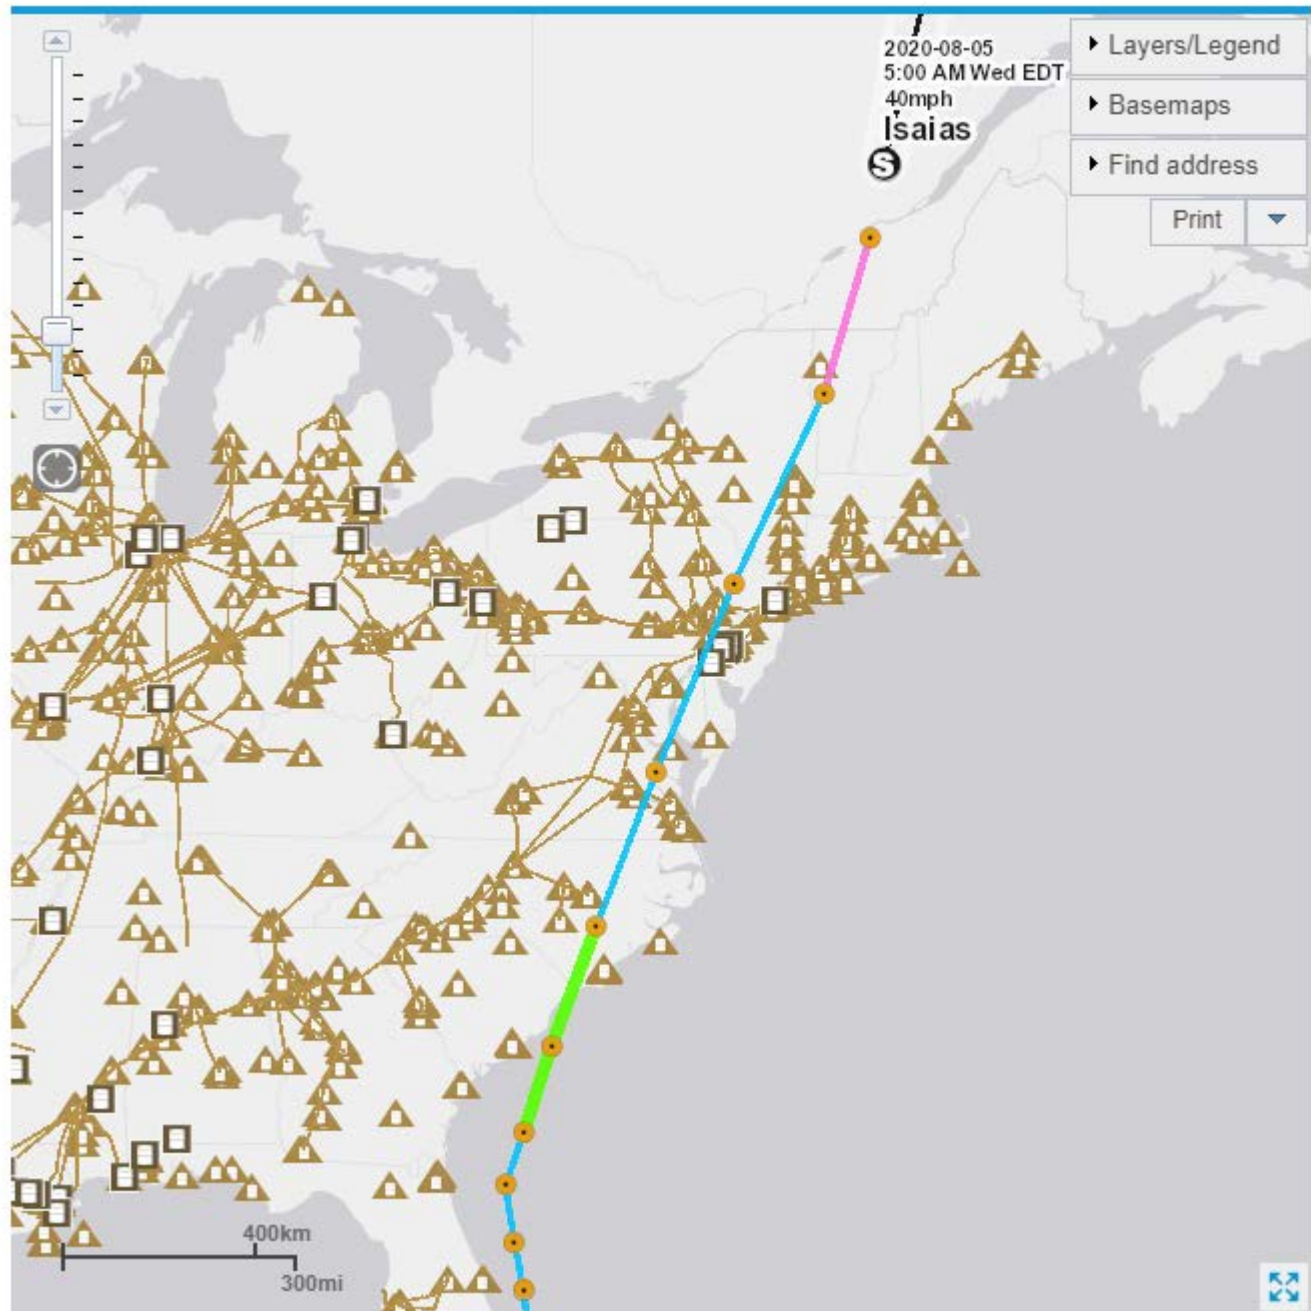 2020-08-05
5:00 AM Wed EDT
40mph
Isaias
S
Layers/Legend
Basemaps
Find address
Print
400km
300mi